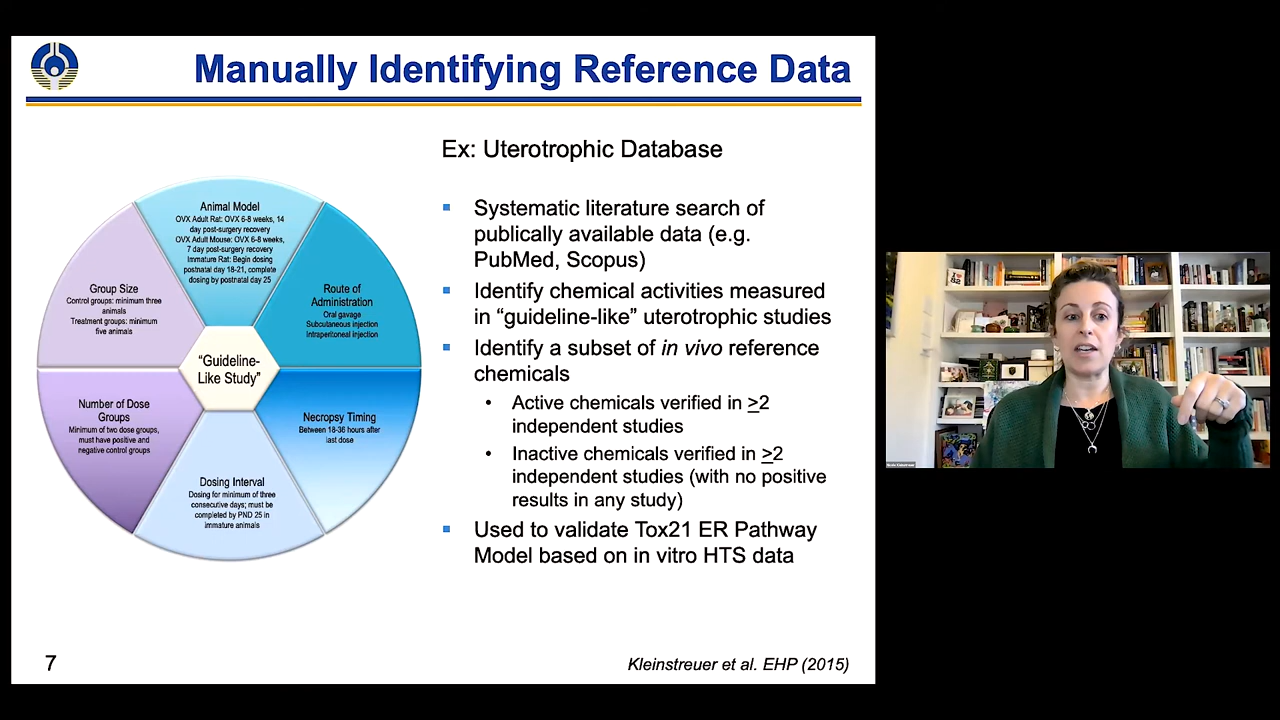 Manually Identifying Reference Data
Ex: Uterotrophic Database
Animal Model
OVX Adult Rat: OVX 6-8 weeks, 14
day post-surgery recovery
OVX Adult Mouse: OVX 6-8 weeks,
7 day post-surgery recovery
Immature Rat: Begin dosing
postnatal day 18-21, complete
dosing by postnatal day 25
Route of
Administration
Oral gavage
Subcutaneous injection
Intraperitoneal injection
Necropsy Timing
Between 18-36 hours after
last dose
Dosing Interval
Dosing for minimum of three
consecutive days; must be
completed by PND 25 in
immature animals
Number of Dose
Groups
Minimum of two dose groups,
must have positive and
negative control groups
Group Size
Control groups: minimum three
animals
Treatment groups: minimum
five animals
“Guideline-
Like Study”
▪ Systematic literature search of
publically available data (e.g.
PubMed, Scopus)
▪ Identify chemical activities measured
in “guideline-like” uterotrophic studies
▪ Identify a subset of in vivo reference
chemicals
• Active chemicals verified in ≥2
independent studies
• Inactive chemicals verified in ≥2
independent studies (with no positive
results in any study)
▪ Used to validate Tox21 ER Pathway
Model based on in vitro HTS data
7
Kleinstreuer et al. EHP (2015)
Nicole Kleinstreuer